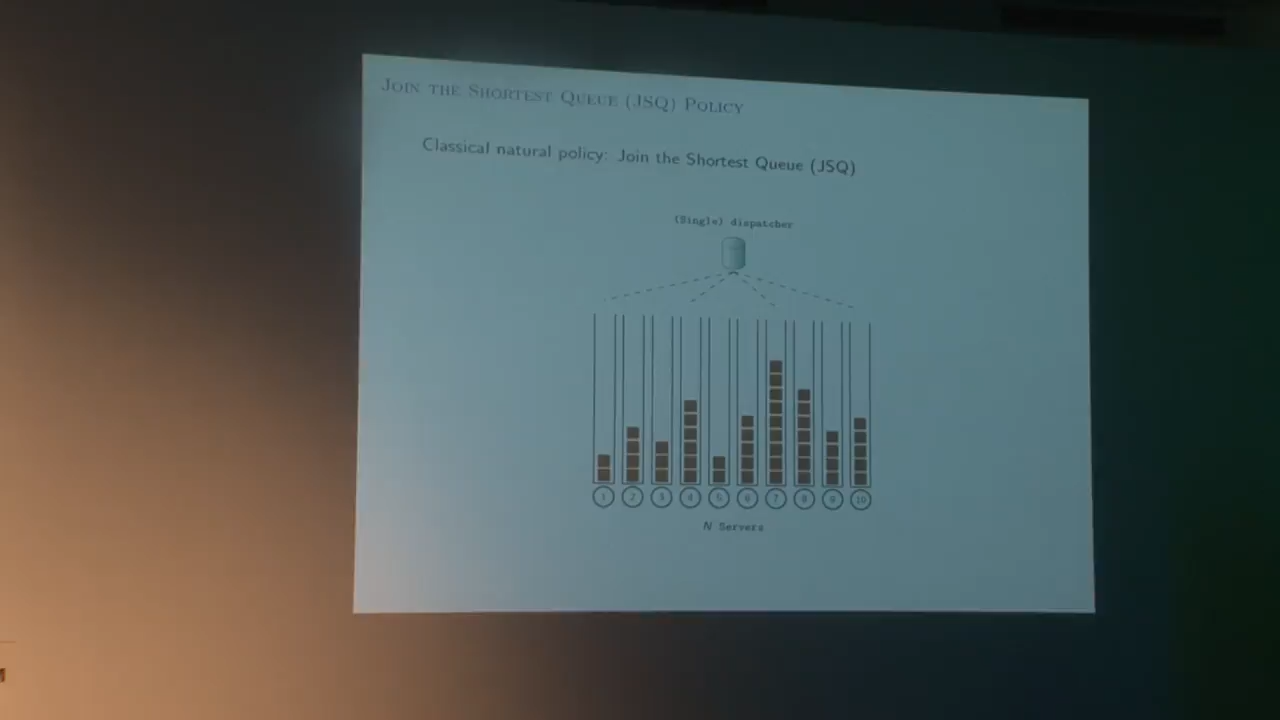 Join the Shortest Queue (JSQ) Policy
Classical natural policy: Join the Shortest Queue (JSQ)
(Single) dispatcher
1 2 3 4 5 6 7 8 9 10
N Servers